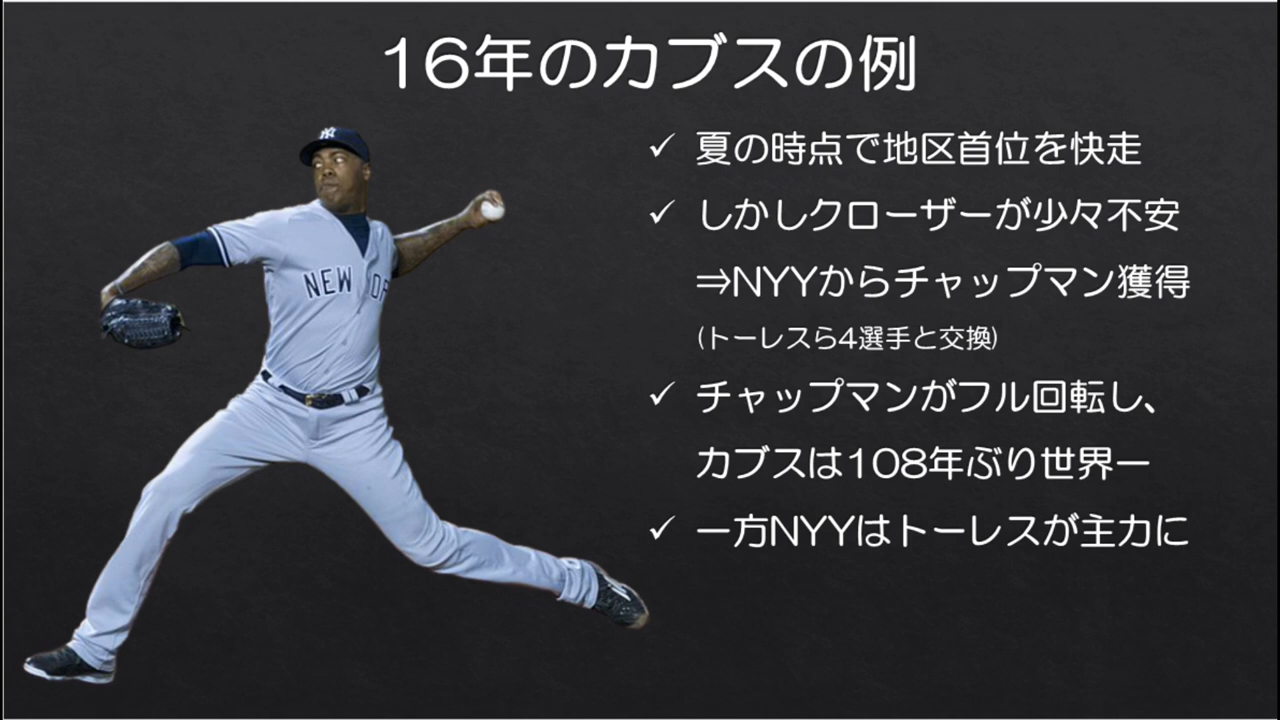 16年のカブスの例
✓ 夏の時点で地区首位を快走
✓ しかしクローザーが少々不安
⇒NYYからチャップマン獲得
(トーレスら4選手と交換)
✓ チャップマンがフル回転し、
カブスは108年ぶり世界一
✓ 一方NYYはトーレスが主力に
NY
NEW YOR